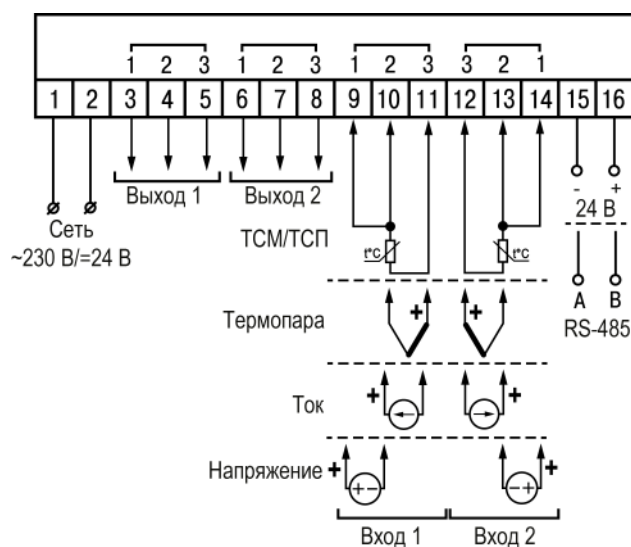 1 2 3 1 2 3 1 2 3 3 2 1
1 2 3 4 5 6 7 8 9 10 11 12 13 14 15 16
- +
24 В
Выход 1 Выход 2
Сеть
~230 В/=24 В
ТСМ/ТСП
t°C t°C
A B
RS-485
Термопара + +
Ток + +
Напряжение + + - - + +
Вход 1 Вход 2